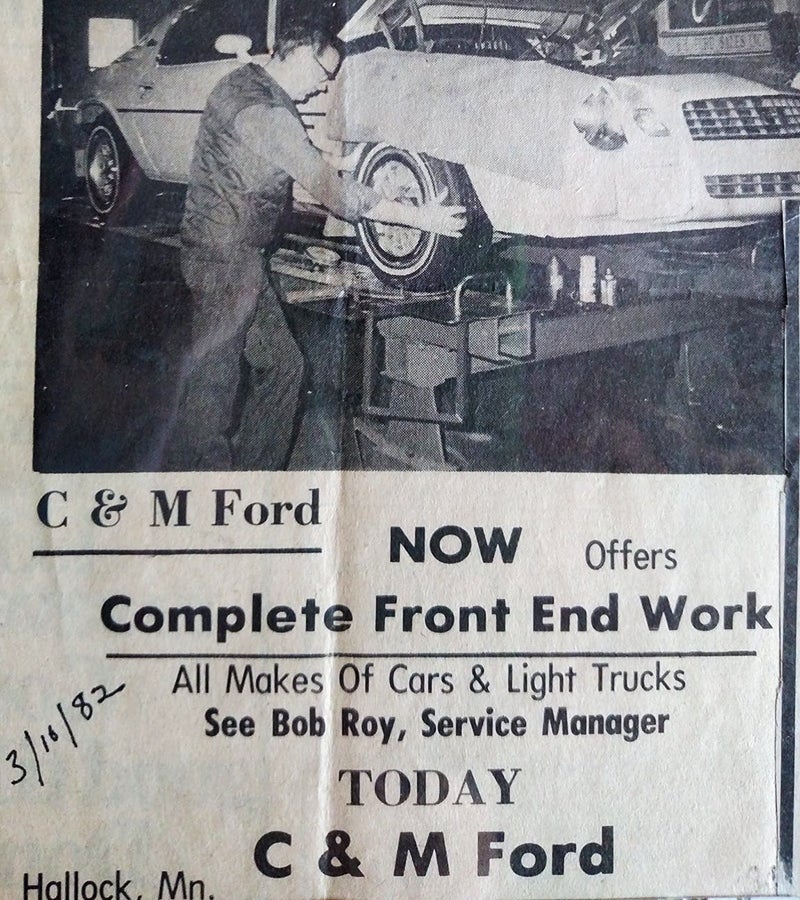 C & M Ford
NOW Offers
Complete Front End Work
All Makes Of Cars & Light Trucks
See Bob Roy, Service Manager
3/10/82
TODAY
C & M Ford
Hallock, Mn.